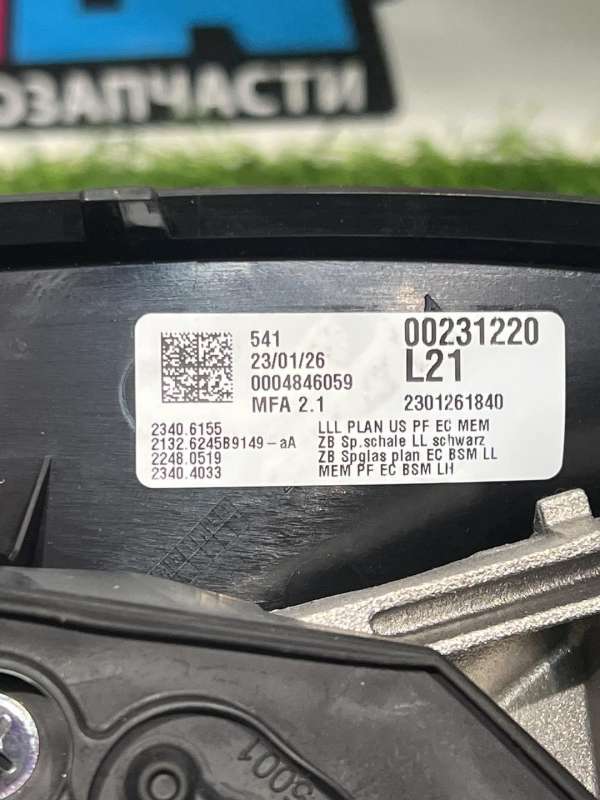 ОЗАПЧАСТИ
541
23/01/26
0004846059
MFA 2.1
00231220
L21
2301261840
2340.6155 LLL PLAN US PF EC MEM
2132.6245B9149-aA ZB Sp.schale LL schwarz
2248.0519 ZB Spglas plan EC BSM LL
2340.4033 MEM PF EC BSM LH